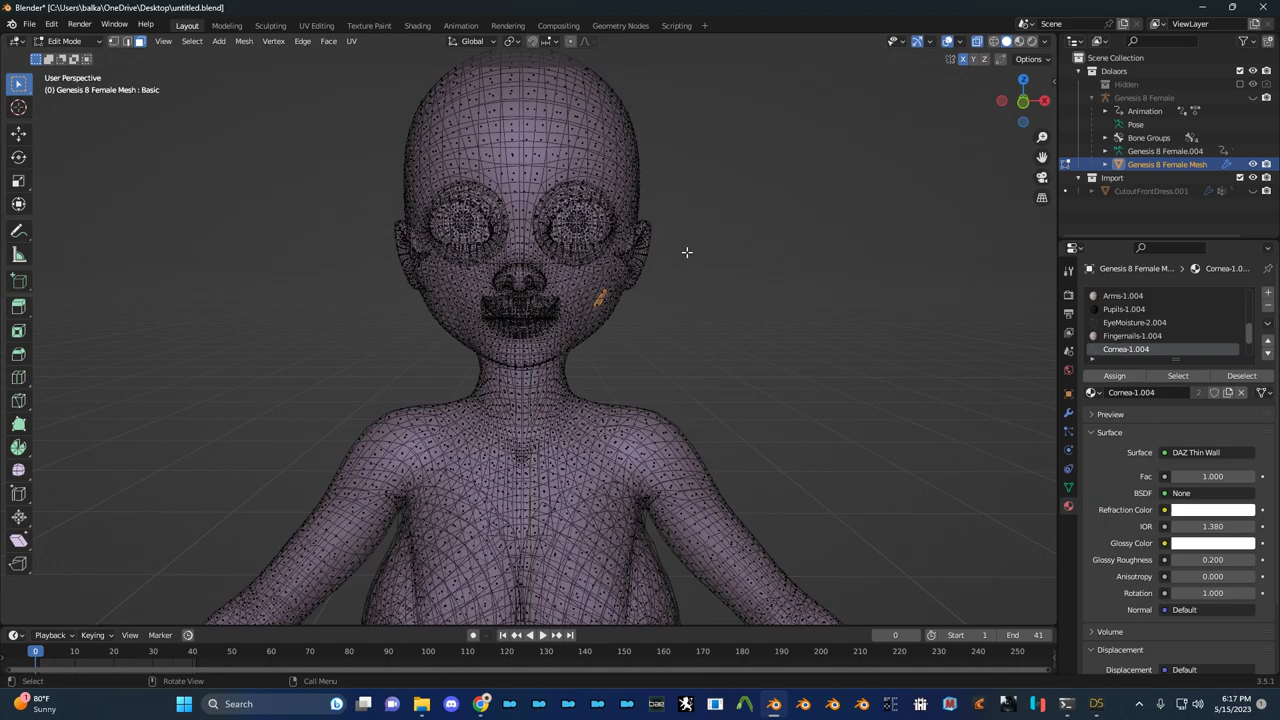 Blender* [C:\Users\balka\OneDrive\Desktop\untitled.blend]
File Edit Render Window Help Layout Modeling Sculpting UV Editing Texture Paint Shading Animation Rendering Compositing Geometry Nodes Scripting + Scene ViewLayer
Edit Mode View Select Add Mesh Vertex Edge Face UV Global
X Y Z Options
User Perspective
(0) Genesis 8 Female Mesh : Basic
Z
X
Scene Collection
Dolaors
Hidden
Genesis 8 Female
Animation
Pose
Bone Groups
Genesis 8 Female.004
Genesis 8 Female Mesh
Import
CutoutFrontDress.001
Genesis 8 Female M... Cornea-1.0...
Arms-1.004
Pupils-1.004
EyeMoisture-2.004
Fingernails-1.004
Cornea-1.004
Assign Select Deselect
Cornea-1.004 2
Preview
Surface
Surface DAZ Thin Wall
Fac 1.000
BSDF None
Refraction Color
IOR 1.380
Glossy Color
Glossy Roughness 0.200
Anisotropy 0.000
Rotation 1.000
Normal Default
Volume
Displacement
Displacement Default
Playback Keying View Marker 0 Start 1 End 41
0 10 20 30 40 50 60 70 80 90 100 110 120 130 140 150 160 170 180 190 200 210 220 230 240 250
Select Rotate View Call Menu 3.5.1
80°F
Sunny
Search
bae
DS
6:17 PM
5/15/2023